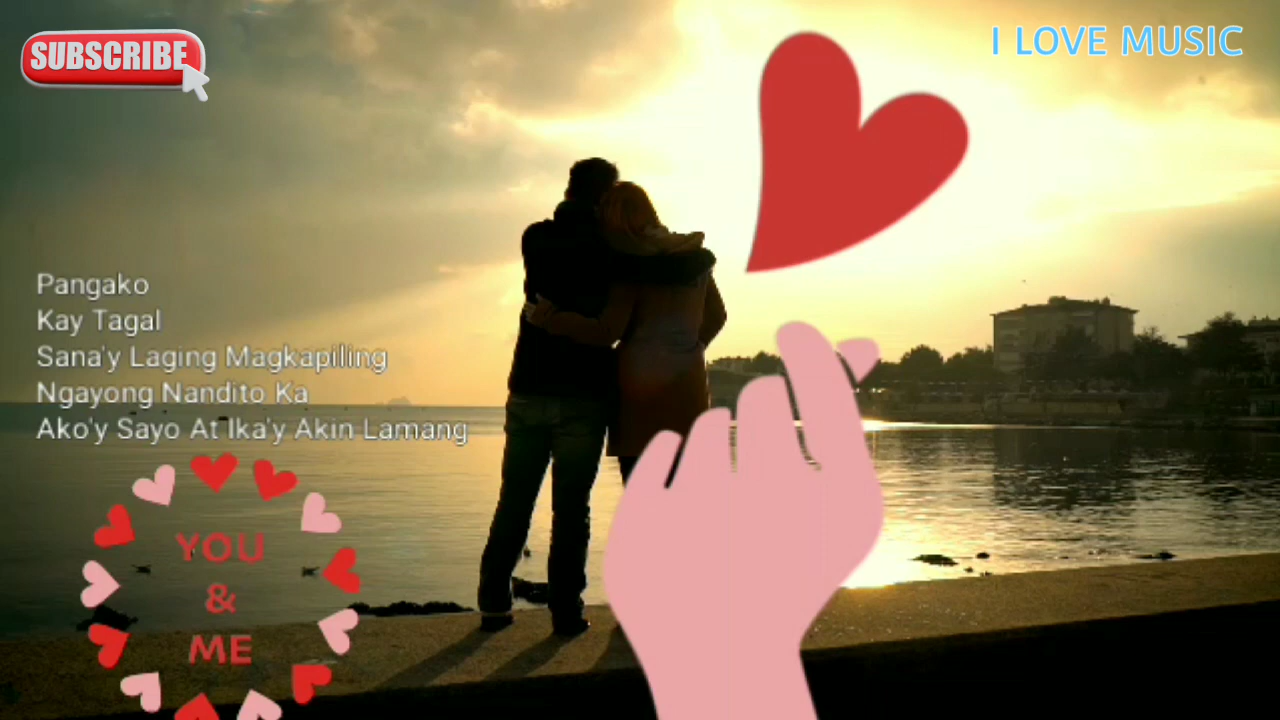 SUBSCRIBE
I LOVE MUSIC
Pangako
Kay Tagal
Sana'y Laging Magkapiling
Ngayong Nandito Ka
Ako'y Sayo At Ika'y Akin Lamang
YOU
&
ME